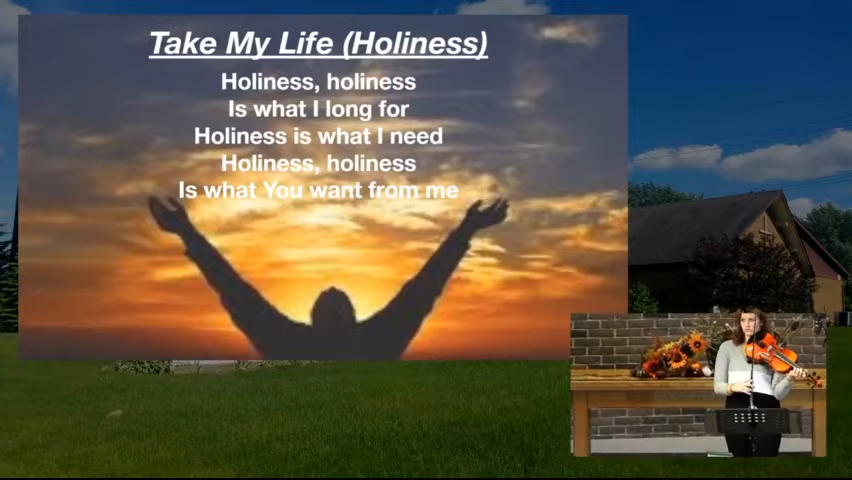 Take My Life (Holiness)
Holiness, holiness
Is what I long for
Holiness is what I need
Holiness, holiness
Is what You want from me